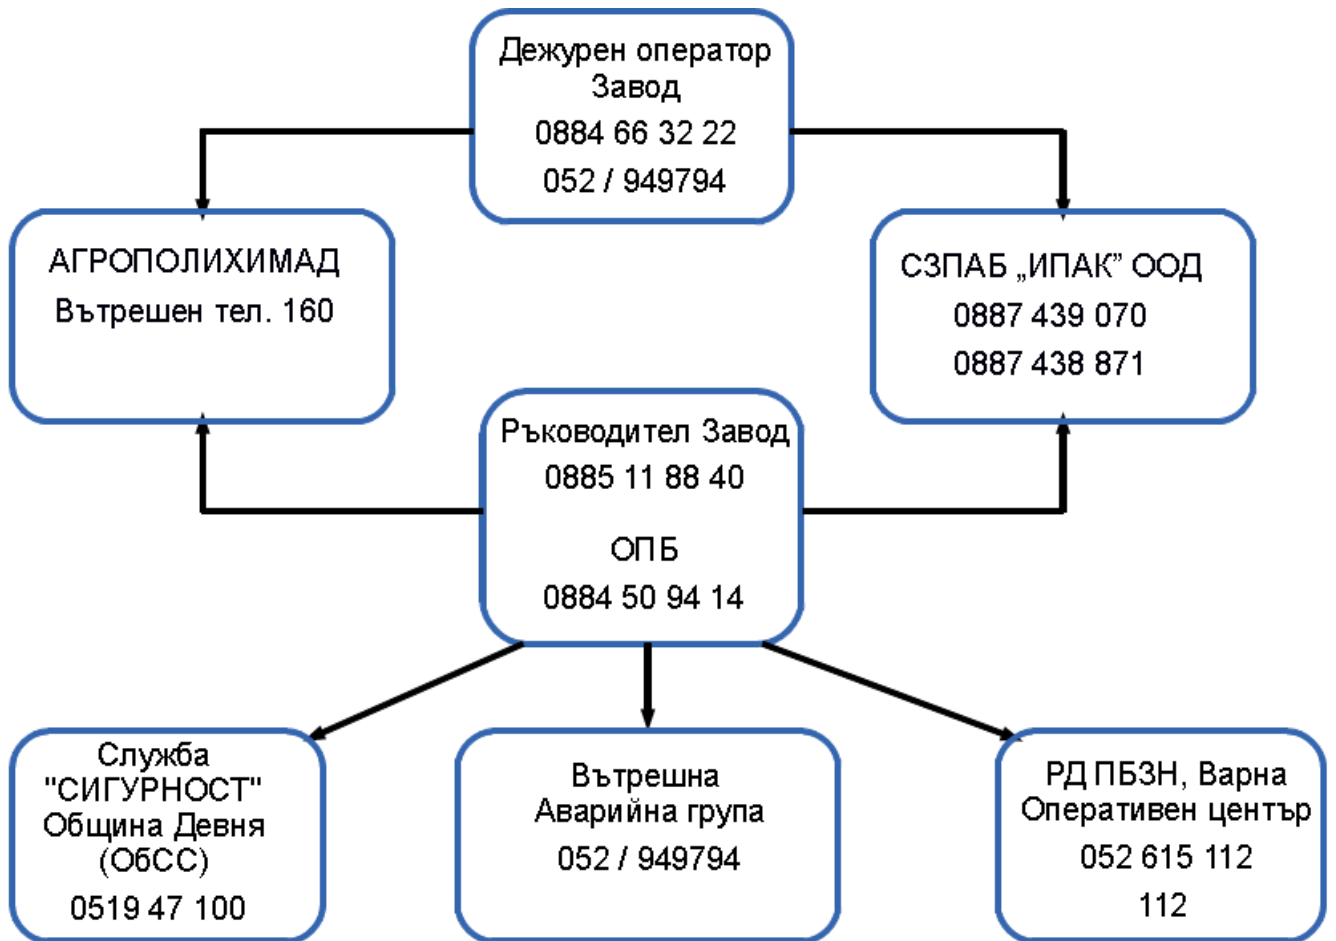 Дежурен оператор
Завод
0884 66 32 22
052 / 949794
АГРОПОЛИХИМАД
Вътрешен тел. 160
СЗПАБ „ИПАК” ООД
0887 439 070
0887 438 871
Ръководител Завод
0885 11 88 40
ОПБ
0884 50 94 14
Служба
"СИГУРНОСТ"
Община Девня
(ОбСС)
0519 47 100
Вътрешна
Аварийна група
052 / 949794
РД ПБЗН, Варна
Оперативен център
052 615 112
112